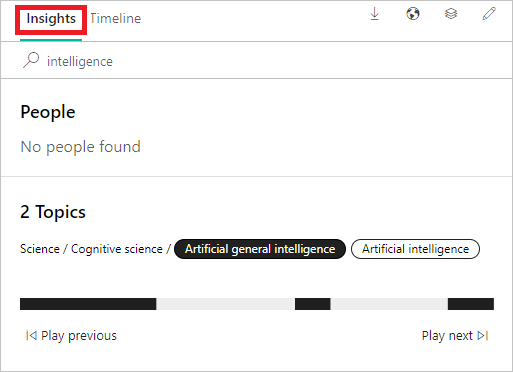 Insights Timeline
intelligence
People
No people found
2 Topics
Science / Cognitive science / Artificial general intelligence Artificial intelligence
Play previous Play next